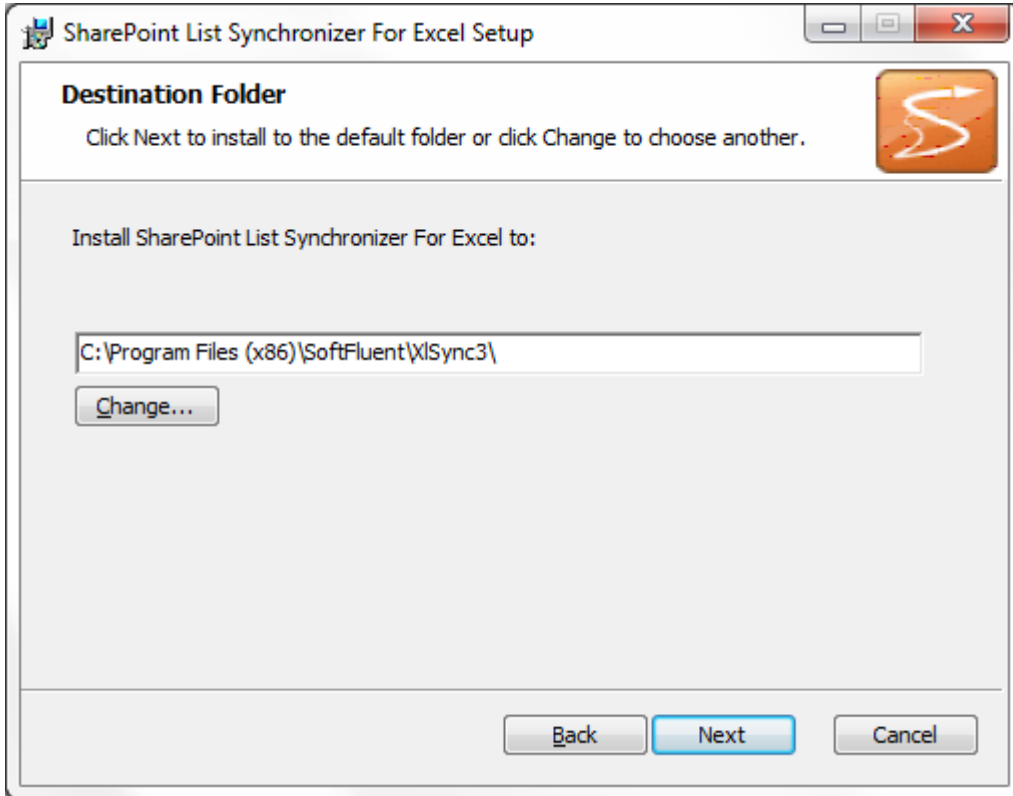 SharePoint List Synchronizer For Excel Setup
Destination Folder
Click Next to install to the default folder or click Change to choose another.
Install SharePoint List Synchronizer For Excel to:
C:\Program Files (x86)\SoftFluent\XlSync3\
Change...
Back Next Cancel